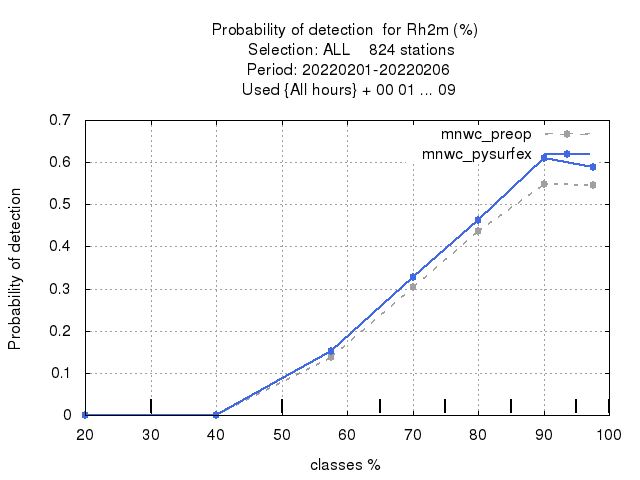 Probability of detection  for Rh2m (%)
Selection: ALL    824 stations
Period: 20220201-20220206
Used {All hours} + 00 01 ... 09
mnwc_preop
mnwc_pysurfex
Probability of detection
0.7
0.6
0.5
0.4
0.3
0.2
0.1
0
20 30 40 50 60 70 80 90 100
classes %